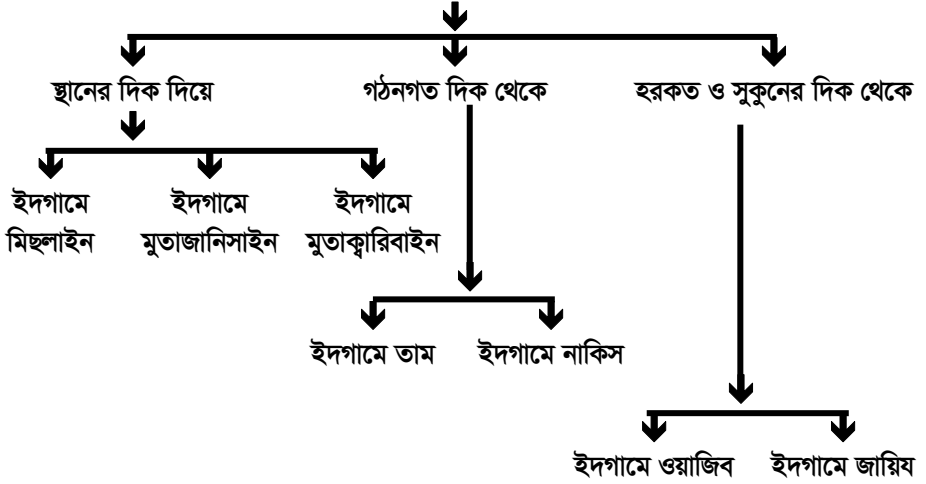 স্থানের দিক দিয়ে
গঠনগত দিক থেকে
হরকত ও সুকুনের দিক থেকে
ইদগামে
মিছলাইন
ইদগামে
মুতাজানিসাইন
ইদগামে
মুতাক্বারিবাইন
ইদগামে তাম
ইদগামে নাকিস
ইদগামে ওয়াজিব
ইদগামে জায়িয